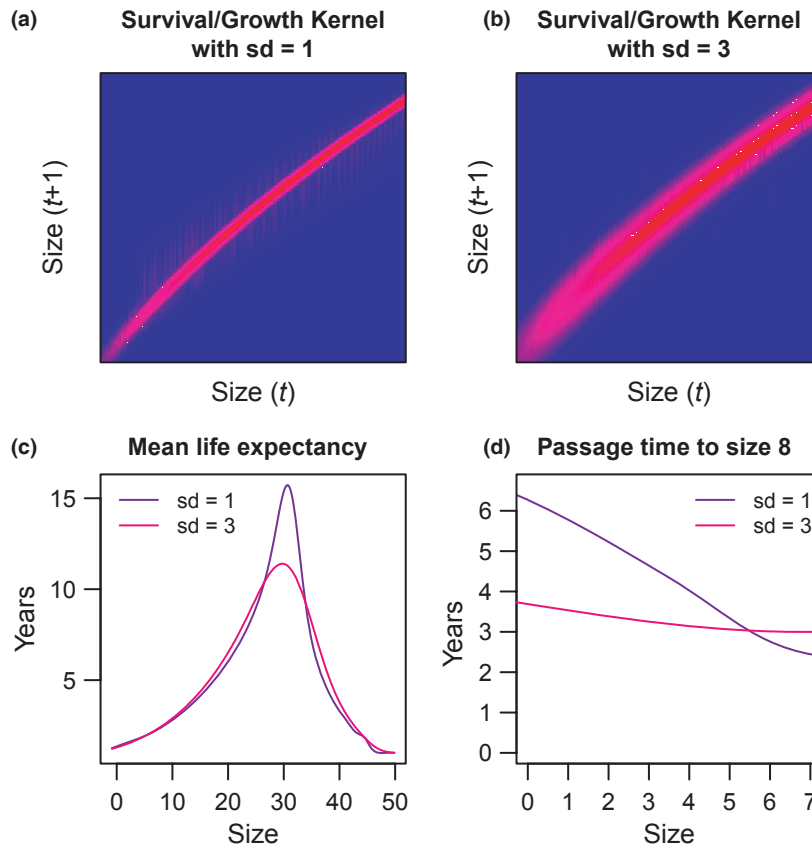 (a)
Survival/Growth Kernel
with sd = 1
Size (t+1)
Size (t)
(b)
Survival/Growth Kernel
with sd = 3
Size (t+1)
Size (t)
(c)
Mean life expectancy
sd = 1
sd = 3
15
10
5
Years
0 10 20 30 40 50
Size
(d)
Passage time to size 8
sd = 1
sd = 3
6
5
4
3
2
1
0
Years
0 1 2 3 4 5 6 7
Size